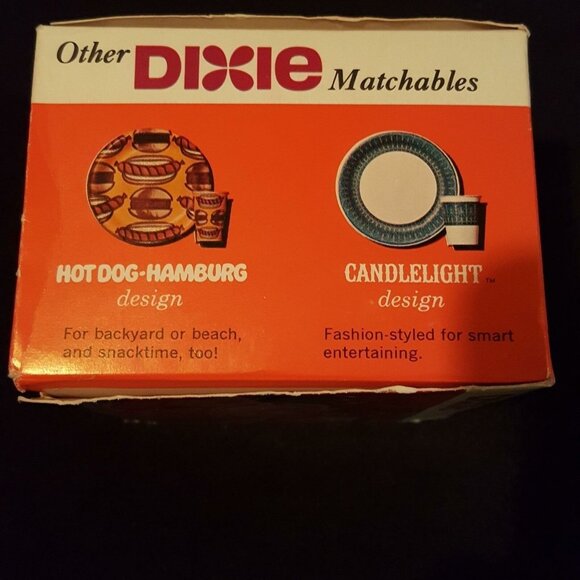 Other DIXIE Matchables
HOT DOG-HAMBURG
design
For backyard or beach,
and snacktime, too!
CANDLELIGHT™
design
Fashion-styled for smart
entertaining.